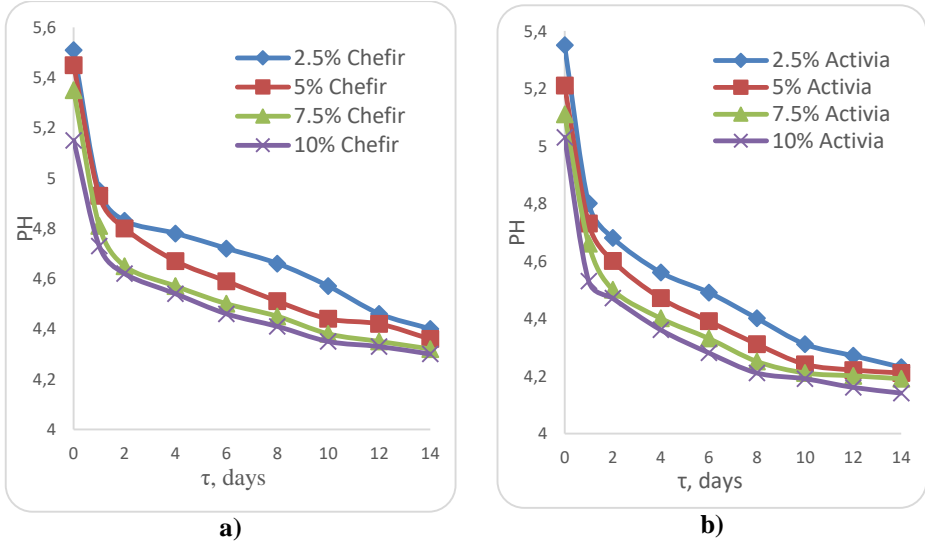 5,6
5,4
5,2
5
4,8
4,6
4,4
4,2
4
PH
2.5% Chefir
5% Chefir
7.5% Chefir
10% Chefir
0 2 4 6 8 10 12 14
τ, days
a)
5,4
5,2
5
4,8
4,6
4,4
4,2
4
PH
2.5% Activia
5% Activia
7.5% Activia
10% Activia
0 2 4 6 8 10 12 14
τ, days
b)